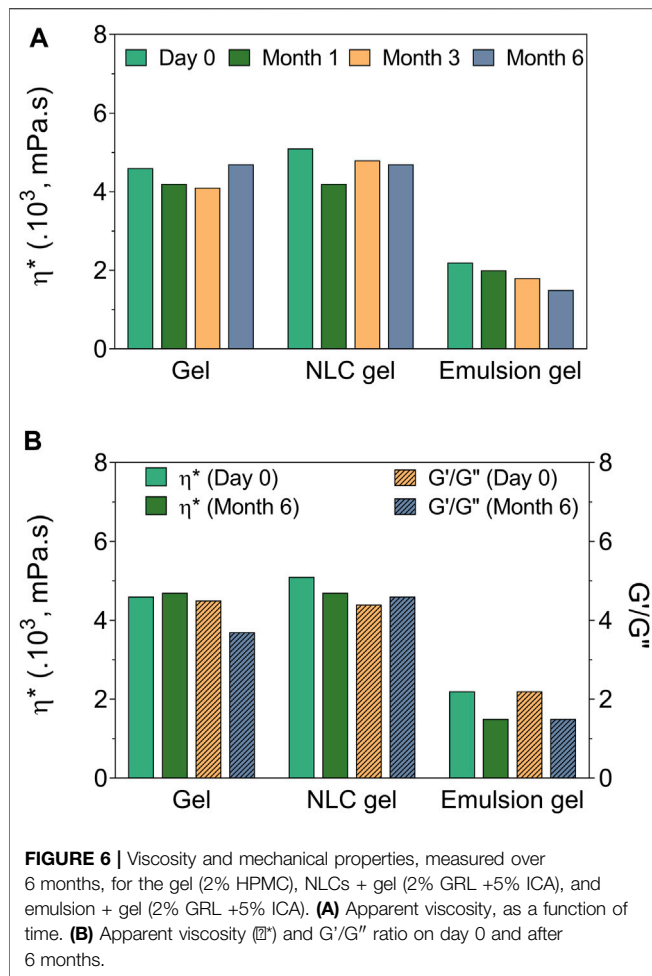 A
8
6
4
2
0
η* (.10³, mPa.s)
Day 0 Month 1 Month 3 Month 6
Gel NLC gel Emulsion gel
B
8
6
4
2
0
η* (.10³, mPa.s)
η* (Day 0) G'/G" (Day 0)
η* (Month 6) G'/G" (Month 6)
8
6
4
2
0
G'/G"
Gel NLC gel Emulsion gel
FIGURE 6 | Viscosity and mechanical properties, measured over
6 months, for the gel (2% HPMC), NLCs + gel (2% GRL +5% ICA), and
emulsion + gel (2% GRL +5% ICA). (A) Apparent viscosity, as a function of
time. (B) Apparent viscosity (*) and G′/G″ ratio on day 0 and after
6 months.